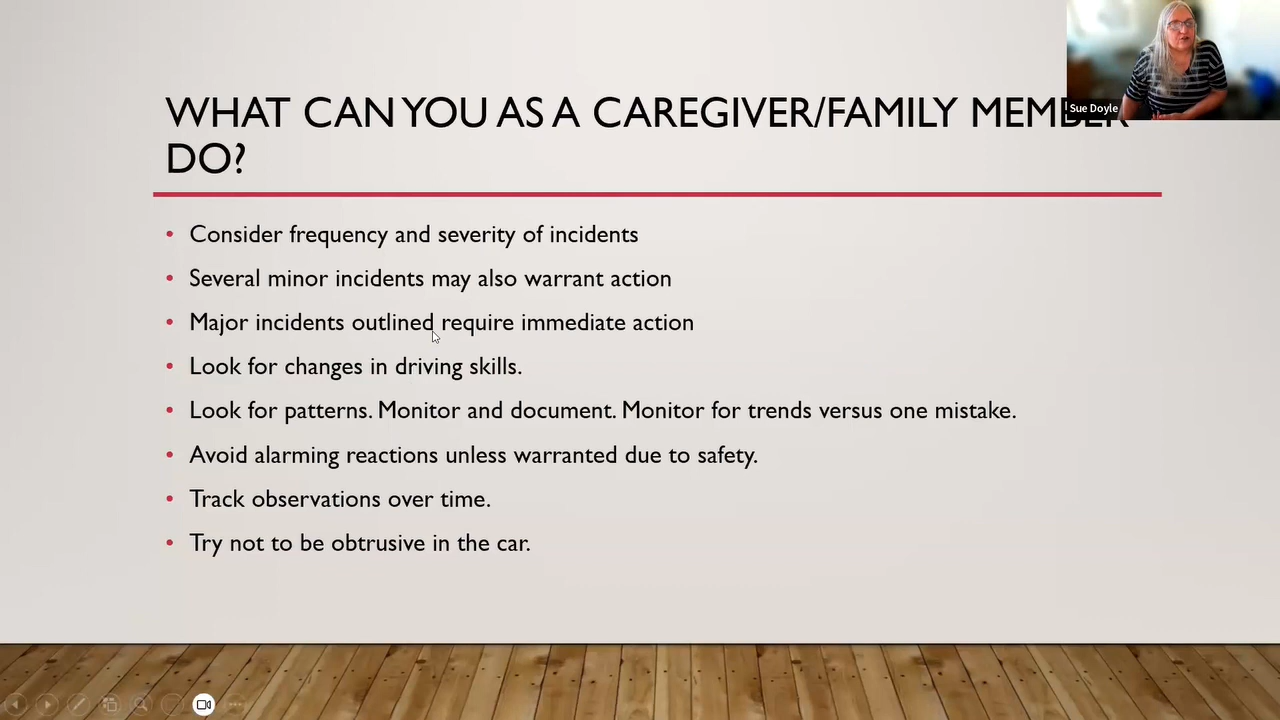 WHAT CAN YOU AS A CAREGIVER/FAMILY MEMBER
DO?
Sue Doyle
• Consider frequency and severity of incidents
• Several minor incidents may also warrant action
• Major incidents outlined require immediate action
• Look for changes in driving skills.
• Look for patterns. Monitor and document. Monitor for trends versus one mistake.
• Avoid alarming reactions unless warranted due to safety.
• Track observations over time.
• Try not to be obtrusive in the car.